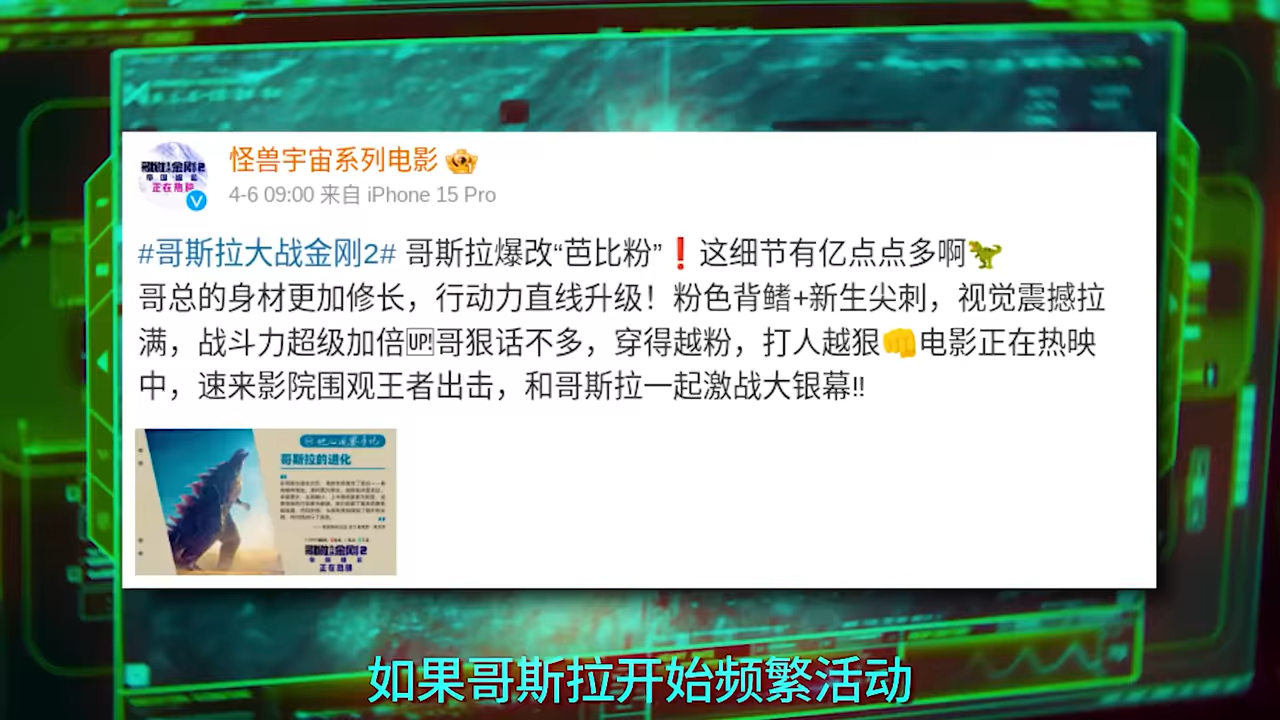 怪兽宇宙系列电影
4-6 09:00 来自 iPhone 15 Pro
#哥斯拉大战金刚2# 哥斯拉爆改“芭比粉”❗这细节有亿点点多啊🦖
哥总的身材更加修长，行动力直线升级！粉色背鳍+新生尖刺，视觉震撼拉
满，战斗力超级加倍🆙哥狠话不多，穿得越粉，打人越狠👊电影正在热映
中，速来影院围观王者出击，和哥斯拉一起激战大银幕‼
哥斯拉的进化
正在热映
如果哥斯拉开始频繁活动